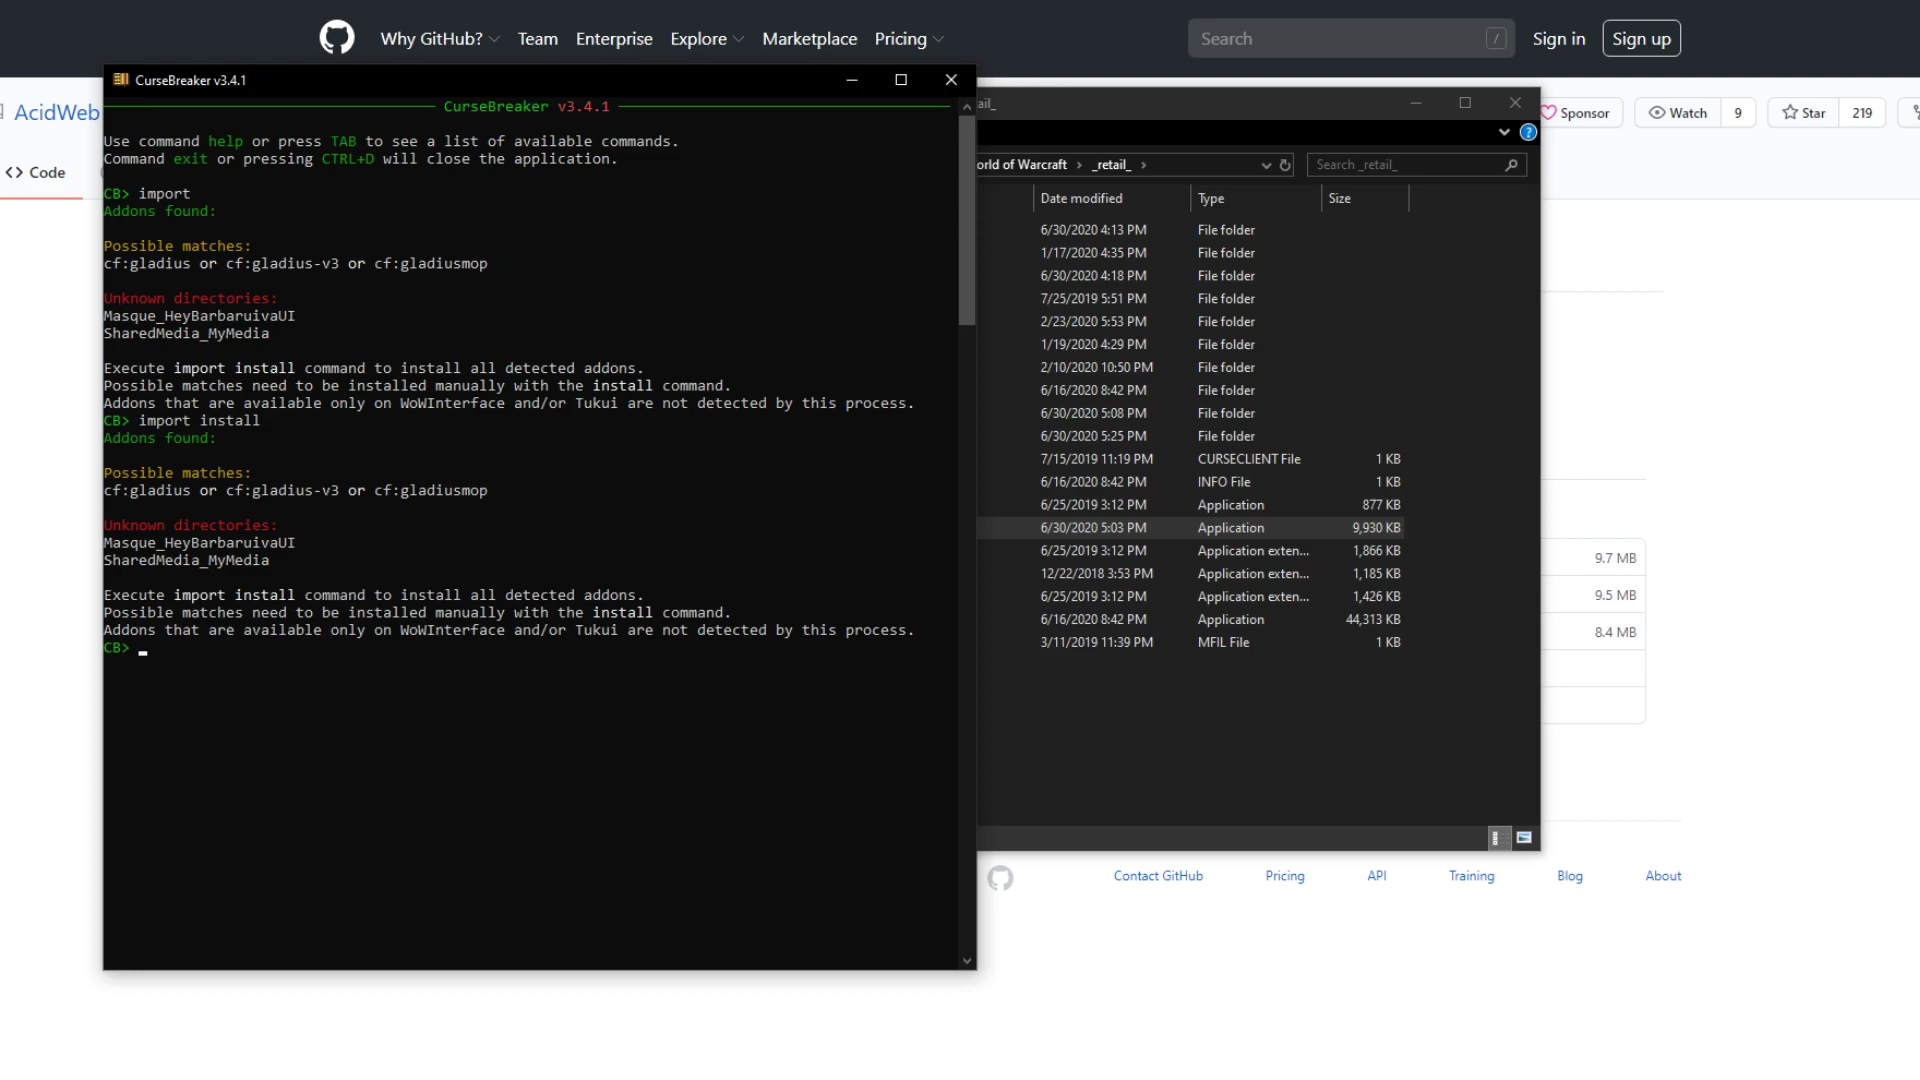 Why GitHub? Team Enterprise Explore Marketplace Pricing Search / Sign in Sign up
CurseBreaker v3.4.1
CurseBreaker v3.4.1
Use command help or press TAB to see a list of available commands.
Command exit or pressing CTRL+D will close the application.
CB> import
Addons found:
Possible matches:
cf:gladius or cf:gladius-v3 or cf:gladiusmop
Unknown directories:
Masque_HeyBarbaruivaUI
SharedMedia_MyMedia
Execute import install command to install all detected addons.
Possible matches need to be installed manually with the install command.
Addons that are available only on WoWInterface and/or Tukui are not detected by this process.
CB> import install
Addons found:
Possible matches:
cf:gladius or cf:gladius-v3 or cf:gladiusmop
Unknown directories:
Masque_HeyBarbaruivaUI
SharedMedia_MyMedia
Execute import install command to install all detected addons.
Possible matches need to be installed manually with the install command.
Addons that are available only on WoWInterface and/or Tukui are not detected by this process.
CB>
AcidWeb
<> Code
ail_
Sponsor Watch 9 Star 219
?
orld of Warcraft > _retail_ > Search _retail_
Date modified Type Size
6/30/2020 4:13 PM File folder
1/17/2020 4:35 PM File folder
6/30/2020 4:18 PM File folder
7/25/2019 5:51 PM File folder
2/23/2020 5:53 PM File folder
1/19/2020 4:29 PM File folder
2/10/2020 10:50 PM File folder
6/16/2020 8:42 PM File folder
6/30/2020 5:08 PM File folder
6/30/2020 5:25 PM File folder
7/15/2019 11:19 PM CURSECLIENT File 1 KB
6/16/2020 8:42 PM INFO File 1 KB
6/25/2019 3:12 PM Application 877 KB
6/30/2020 5:03 PM Application 9,930 KB
6/25/2019 3:12 PM Application exten... 1,866 KB
12/22/2018 3:53 PM Application exten... 1,185 KB
6/25/2019 3:12 PM Application exten... 1,426 KB
6/16/2020 8:42 PM Application 44,313 KB
3/11/2019 11:39 PM MFIL File 1 KB
9.7 MB
9.5 MB
8.4 MB
Contact GitHub Pricing API Training Blog About